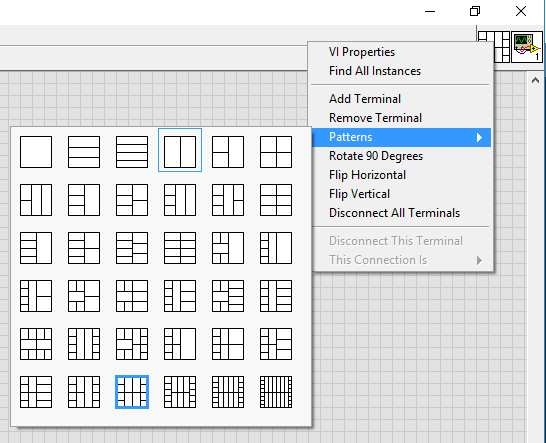 VI Properties
Find All Instances
Add Terminal
Remove Terminal
Patterns
Rotate 90 Degrees
Flip Horizontal
Flip Vertical
Disconnect All Terminals
Disconnect This Terminal
This Connection Is
1